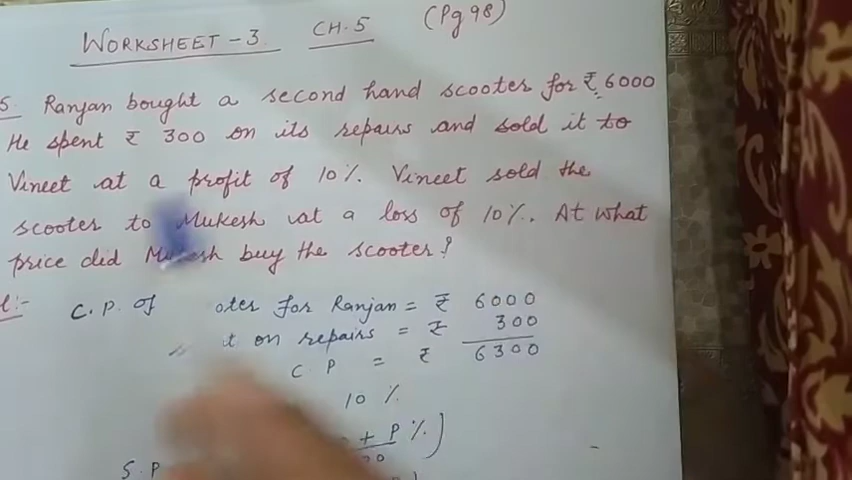 WORKSHEET - 3 CH. 5 (Pg 98)
5. Ranjan bought a second hand scooter for ₹ 6000
He spent ₹ 300 on its repairs and sold it to
Vineet at a profit of 10%. Vineet sold the
scooter to Mukesh at a loss of 10%. At what
price did Mukesh buy the scooter?
C.P. of for Ranjan = ₹ 6000
on repairs = ₹ 300
C P = ₹ 6300
10 %
+ P %)
S.P